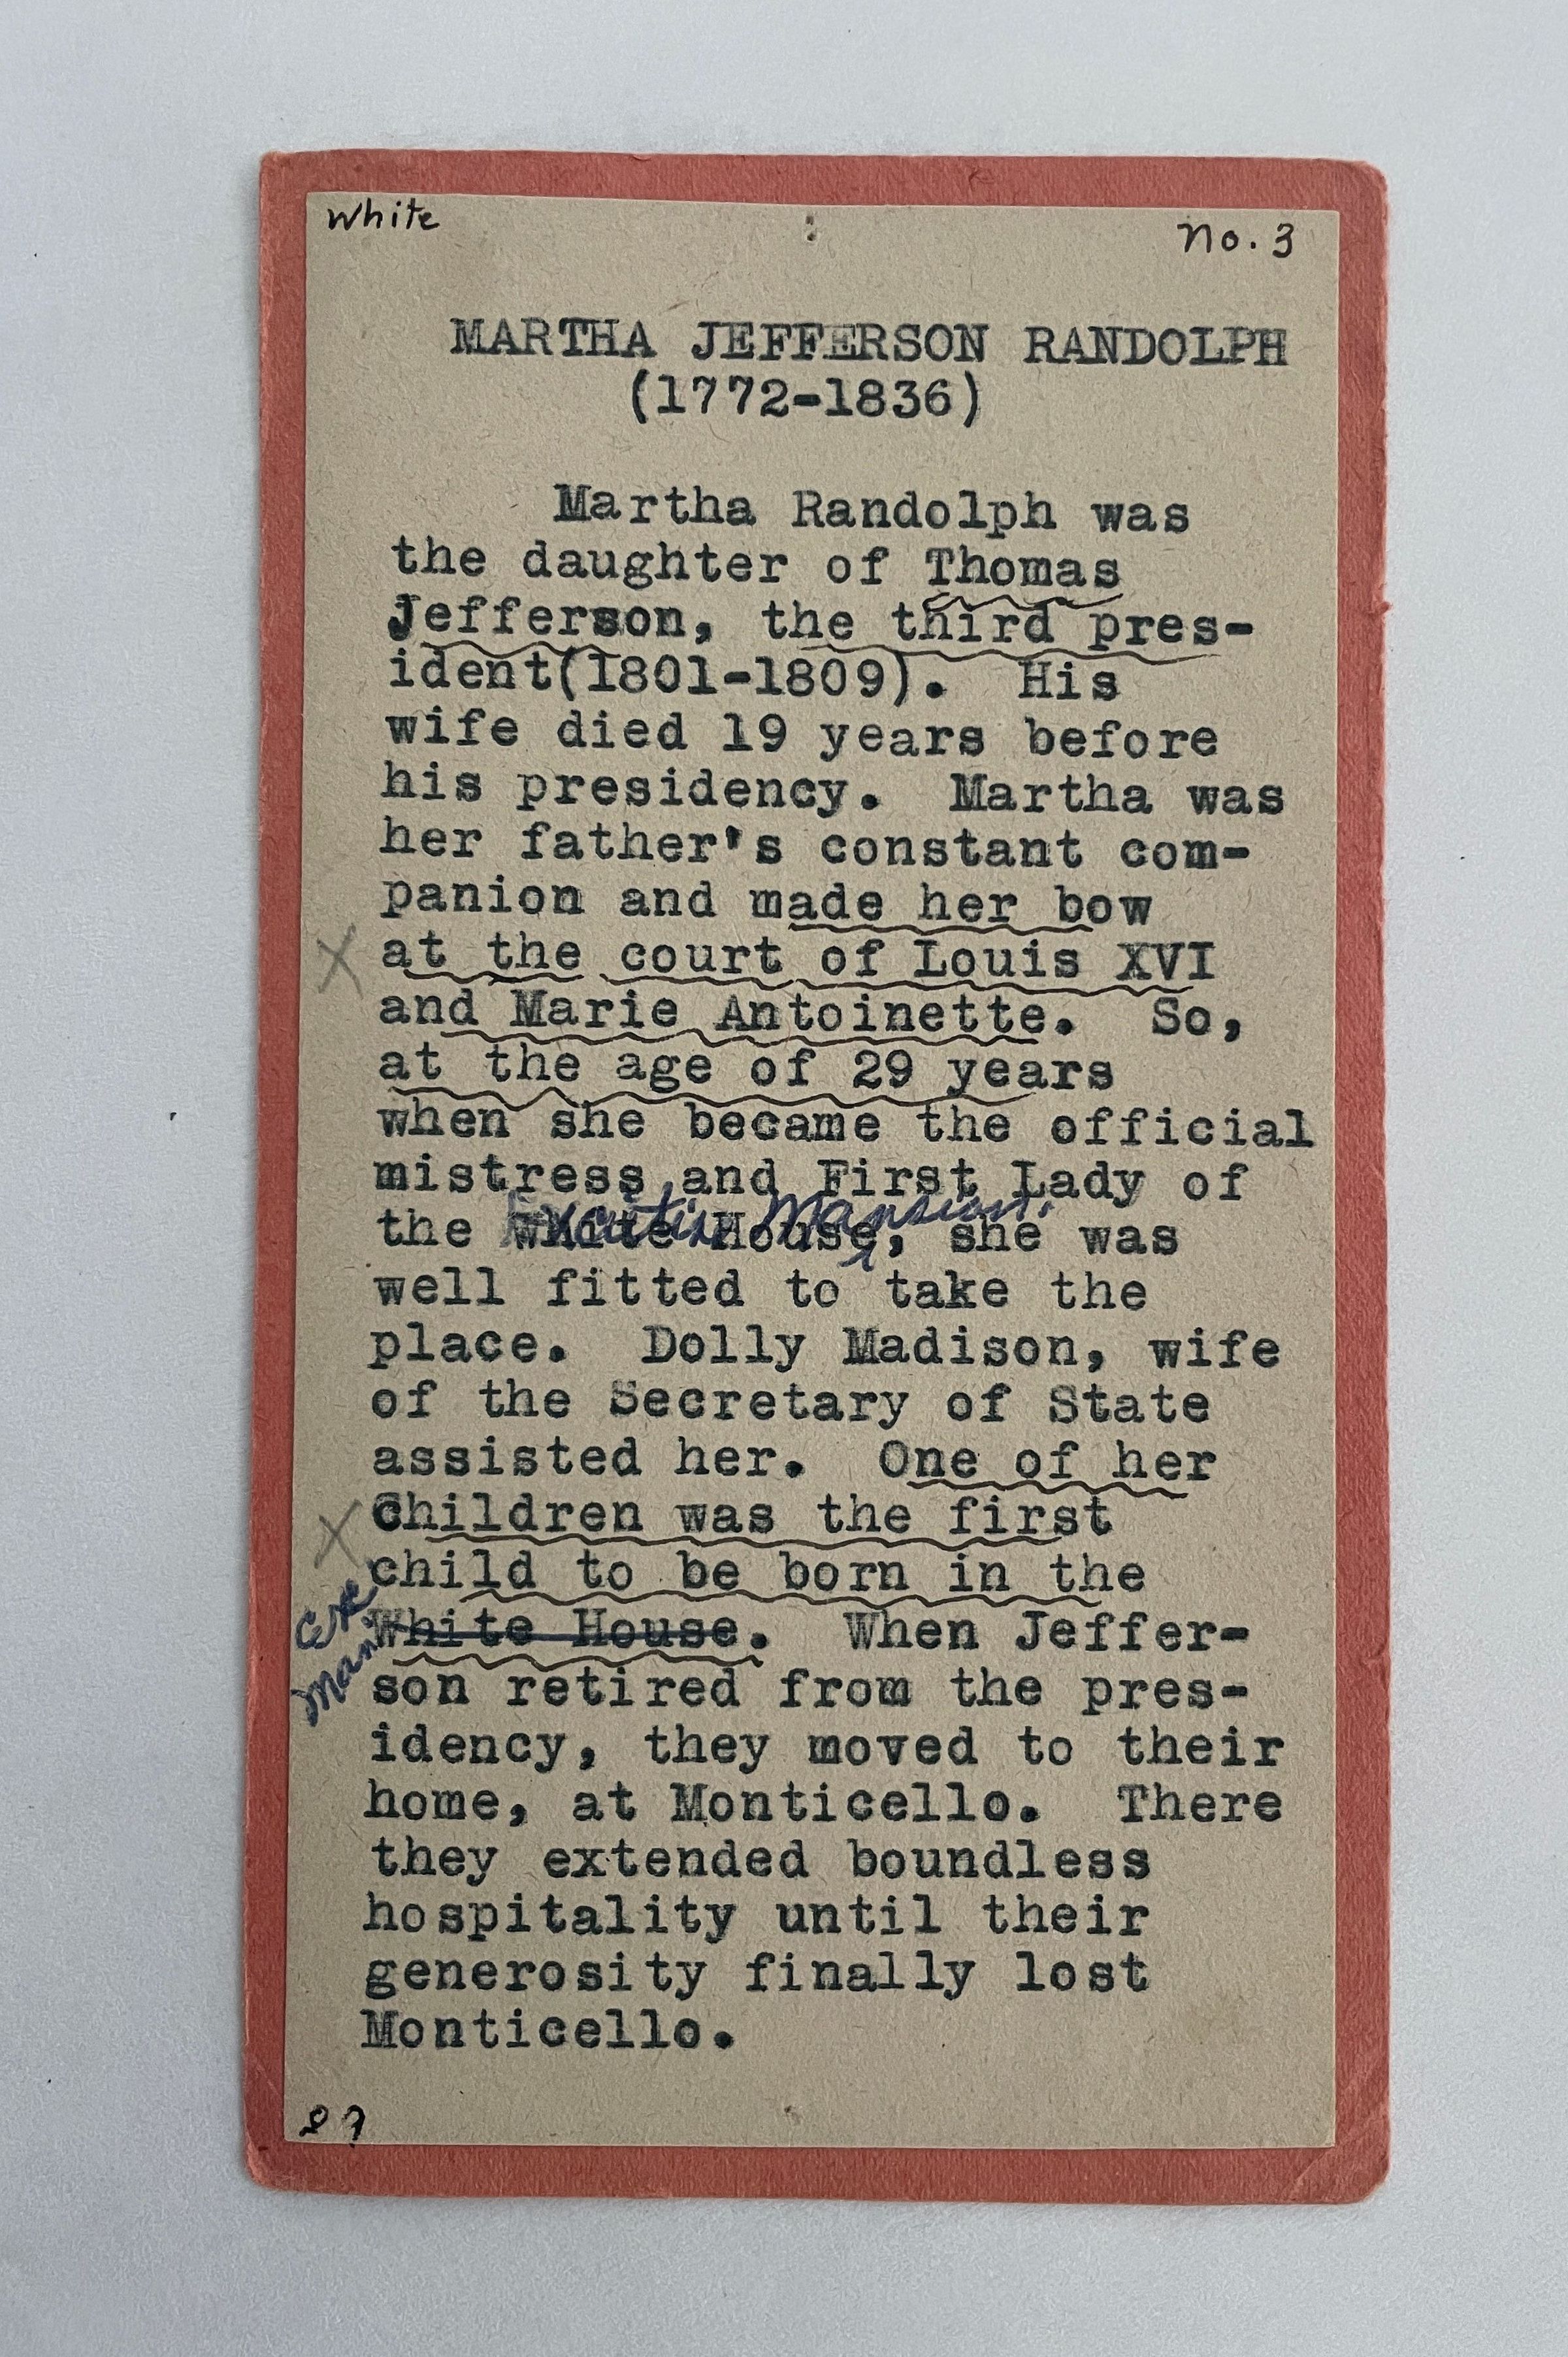 White
No. 3
MARTHA JEFFERSON RANDOLPH
(1772-1836)
Martha Randolph was
the daughter of Thomas
Jefferson, the third pres-
ident(1801-1809). His
wife died 19 years before
his presidency. Martha was
her father's constant com-
panion and made her bow
X at the court of Louis XVI
and Marie Antoinette. So,
at the age of 29 years
when she became the official
mistress and First Lady of
Executive Mansion
the White House, she was
well fitted to take the
place. Dolly Madison, wife
of the Secretary of State
assisted her. One of her
X Children was the first
child to be born in the
Exe
Mani
White House. When Jeffer-
son retired from the pres-
idency, they moved to their
home, at Monticello. There
they extended boundless
hospitality until their
generosity finally lost
Monticello.